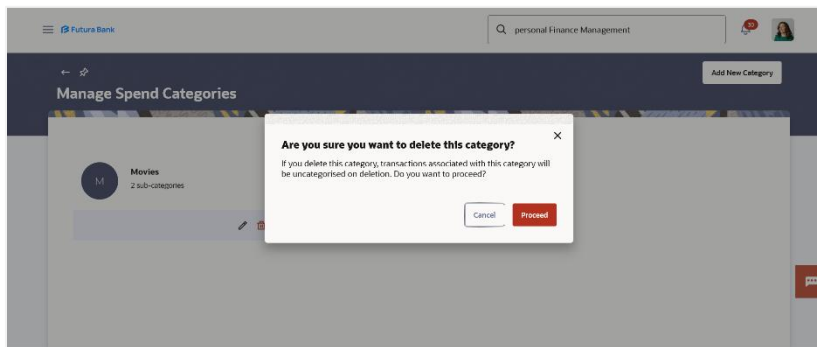 Futura Bank
personal Finance Management
30
Add New Category
Manage Spend Categories
Are you sure you want to delete this category?
If you delete this category, transactions associated with this category will
be uncategorised on deletion. Do you want to proceed?
M
Movies
2 sub-categories
Cancel
Proceed